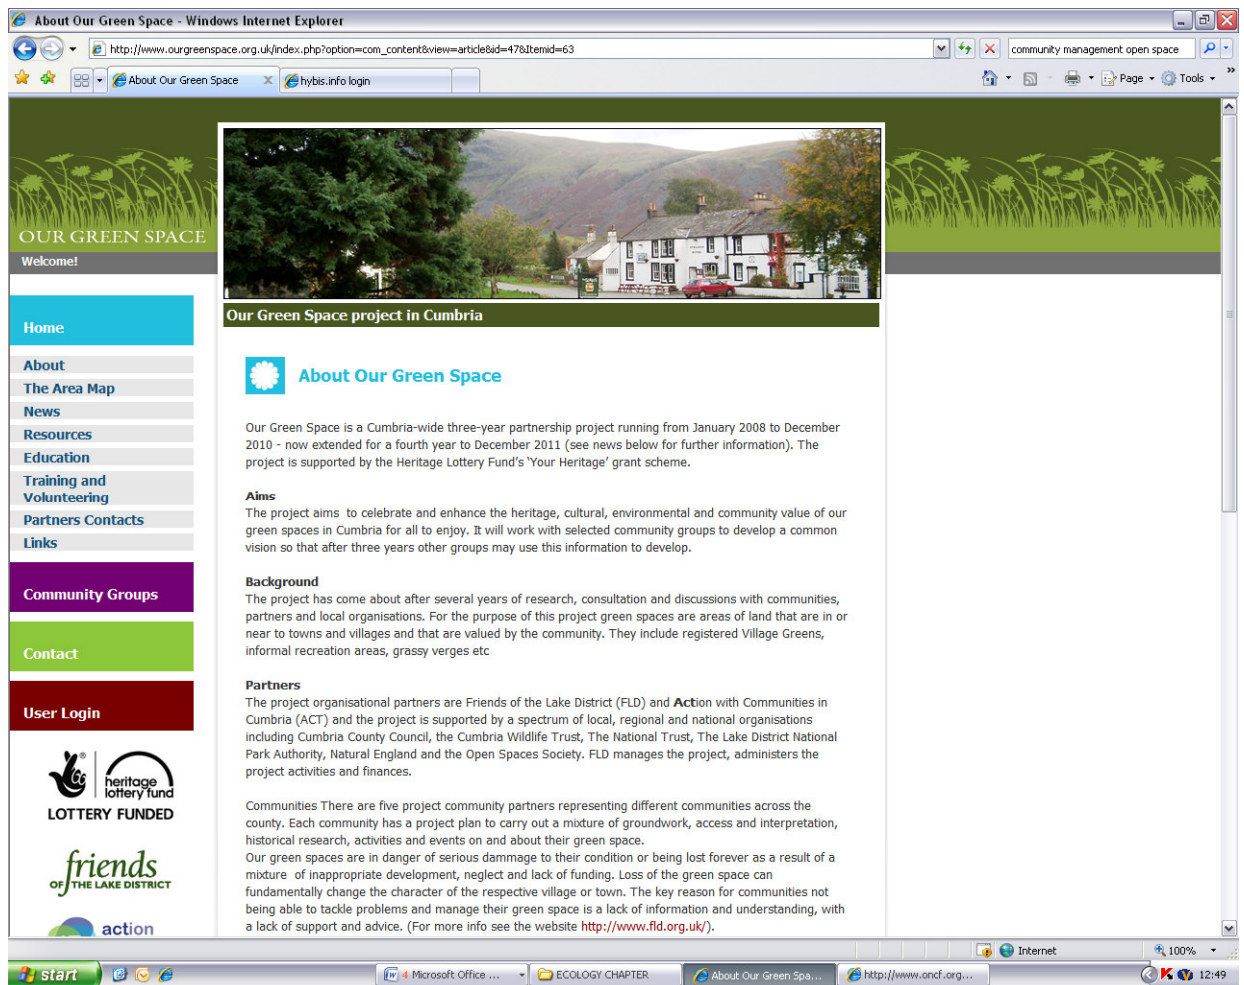 About Our Green Space - Windows Internet Explorer
http://www.ourgreenspace.org.uk/index.php?option=com_content&view=article&id=47&Itemid=63
community management open space
About Our Green Space
hybis.info login
Page
Tools
OUR GREEN SPACE
Welcome!
Our Green Space project in Cumbria
Home
About
The Area Map
News
Resources
Education
Training and
Volunteering
Partners Contacts
Links
Community Groups
Contact
User Login
heritage
lottery fund
LOTTERY FUNDED
friends
OF THE LAKE DISTRICT
action
About Our Green Space
Our Green Space is a Cumbria-wide three-year partnership project running from January 2008 to December
2010 - now extended for a fourth year to December 2011 (see news below for further information). The
project is supported by the Heritage Lottery Fund's 'Your Heritage' grant scheme.
Aims
The project aims to celebrate and enhance the heritage, cultural, environmental and community value of our
green spaces in Cumbria for all to enjoy. It will work with selected community groups to develop a common
vision so that after three years other groups may use this information to develop.
Background
The project has come about after several years of research, consultation and discussions with communities,
partners and local organisations. For the purpose of this project green spaces are areas of land that are in or
near to towns and villages and that are valued by the community. They include registered Village Greens,
informal recreation areas, grassy verges etc
Partners
The project organisational partners are Friends of the Lake District (FLD) and Action with Communities in
Cumbria (ACT) and the project is supported by a spectrum of local, regional and national organisations
including Cumbria County Council, the Cumbria Wildlife Trust, The National Trust, The Lake District National
Park Authority, Natural England and the Open Spaces Society. FLD manages the project, administers the
project activities and finances.
Communities There are five project community partners representing different communities across the
county. Each community has a project plan to carry out a mixture of groundwork, access and interpretation,
historical research, activities and events on and about their green space.
Our green spaces are in danger of serious dammage to their condition or being lost forever as a result of a
mixture of inappropriate development, neglect and lack of funding. Loss of the green space can
fundamentally change the character of the respective village or town. The key reason for communities not
being able to tackle problems and manage their green space is a lack of information and understanding, with
a lack of support and advice. (For more info see the website http://www.fld.org.uk/).
Internet
100%
start
4 Microsoft Office ...
ECOLOGY CHAPTER
About Our Green Spa...
http://www.oncf.org...
12:49